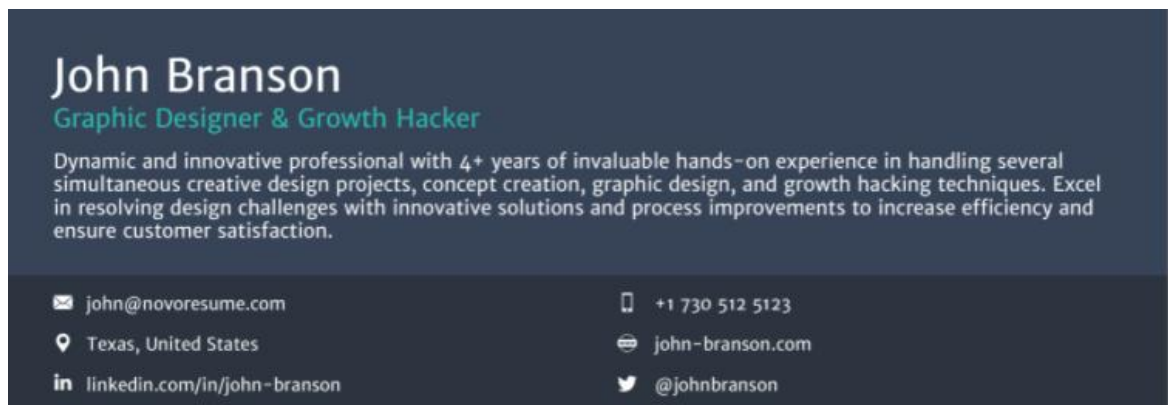 John Branson
Graphic Designer & Growth Hacker
Dynamic and innovative professional with 4+ years of invaluable hands-on experience in handling several
simultaneous creative design projects, concept creation, graphic design, and growth hacking techniques. Excel
in resolving design challenges with innovative solutions and process improvements to increase efficiency and
ensure customer satisfaction.
john@novoresume.com
+1 730 512 5123
Texas, United States
john-branson.com
linkedin.com/in/john-branson
@johnbranson